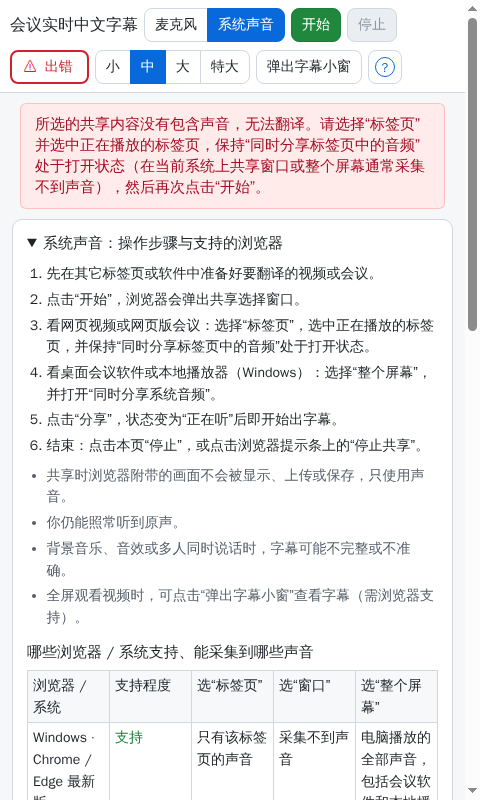 会议实时中文字幕 麦克风 系统声音 开始 停止
出错 小 中 大 特大 弹出字幕小窗 ?
所选的共享内容没有包含声音，无法翻译。请选择“标签页”
并选中正在播放的标签页，保持“同时分享标签页中的音频”
处于打开状态（在当前系统上共享窗口或整个屏幕通常采集
不到声音），然后再次点击“开始”。
▼ 系统声音：操作步骤与支持的浏览器
1. 先在其它标签页或软件中准备好要翻译的视频或会议。
2. 点击“开始”，浏览器会弹出共享选择窗口。
3. 看网页视频或网页版会议：选择“标签页”，选中正在播放的标签
页，并保持“同时分享标签页中的音频”处于打开状态。
4. 看桌面会议软件或本地播放器（Windows）：选择“整个屏幕”，
并打开“同时分享系统音频”。
5. 点击“分享”，状态变为“正在听”后即开始出字幕。
6. 结束：点击本页“停止”，或点击浏览器提示条上的“停止共享”。
• 共享时浏览器附带的画面不会被显示、上传或保存，只使用声
音。
• 你仍能照常听到原声。
• 背景音乐、音效或多人同时说话时，字幕可能不完整或不准
确。
• 全屏观看视频时，可点击“弹出字幕小窗”查看字幕（需浏览器支
持）。
哪些浏览器 / 系统支持、能采集到哪些声音
浏览器 / 支持程度 选“标签页” 选“窗口” 选“整个屏
系统 幕”
Windows · 支持 只有该标签 采集不到声 电脑播放的
Chrome / 页的声音 音 全部声音，
Edge 最新 包括会议软